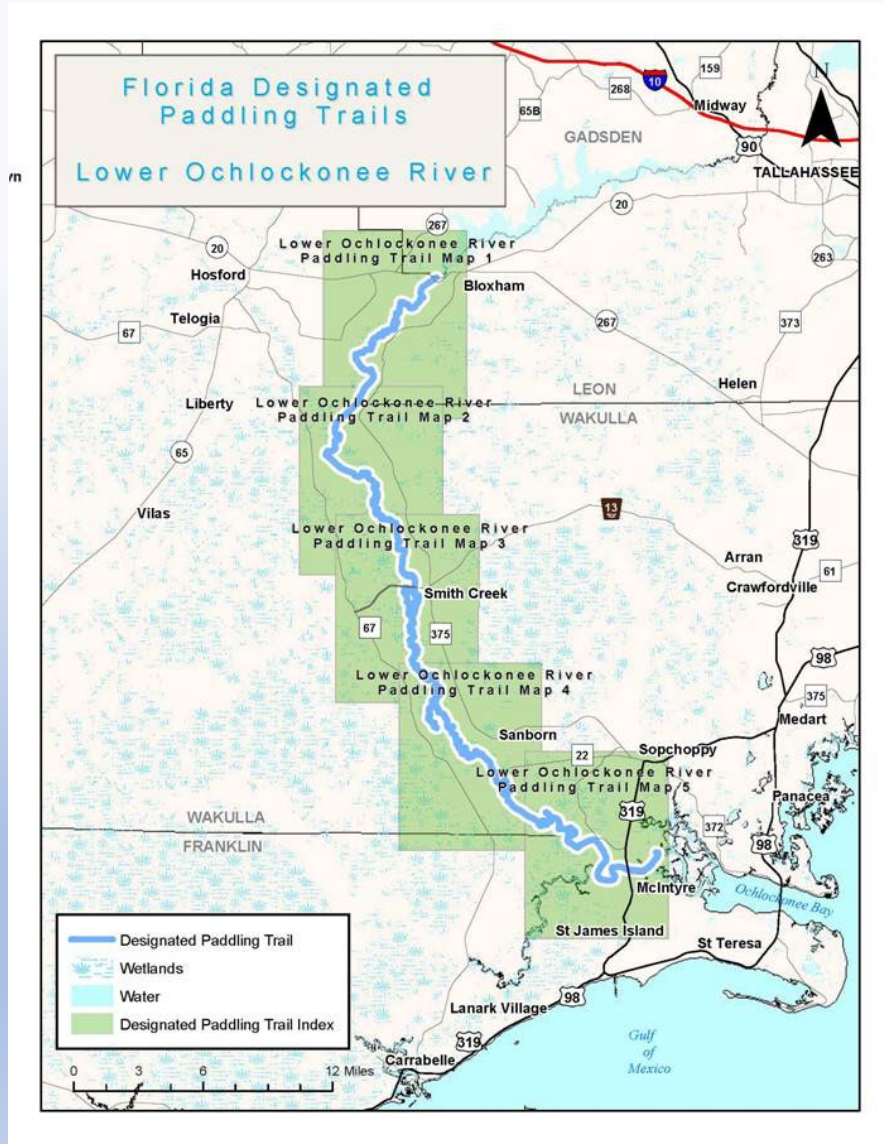 Florida Designated
Paddling Trails
Lower Ochlockonee River
N
159
10
268
Midway
65B
GADSDEN
90
TALLAHASSEE
vn
267
20
Lower Ochlockonee River
Paddling Trail Map 1
20
263
Hosford
Bloxham
Telogia
67
267
373
Helen
LEON
WAKULLA
Liberty
Lower Ochlockonee River
Paddling Trail Map 2
65
Vilas
13
Lower Ochlockonee River
Paddling Trail Map 3
319
Arran
61
Crawfordville
Smith Creek
67
375
98
Lower Ochlockonee River
Paddling Trail Map 4
375
Medart
Sanborn
22
Sopchoppy
Lower Ochlockonee River
Paddling Trail Map 5
Panacea
319
372
98
WAKULLA
FRANKLIN
McIntyre
Ochlockonee Bay
St James Island
St Teresa
Designated Paddling Trail
Wetlands
Water
Designated Paddling Trail Index
98
Lanark Village
319
Carrabelle
Gulf
of
Mexico
0 3 6 12 Miles